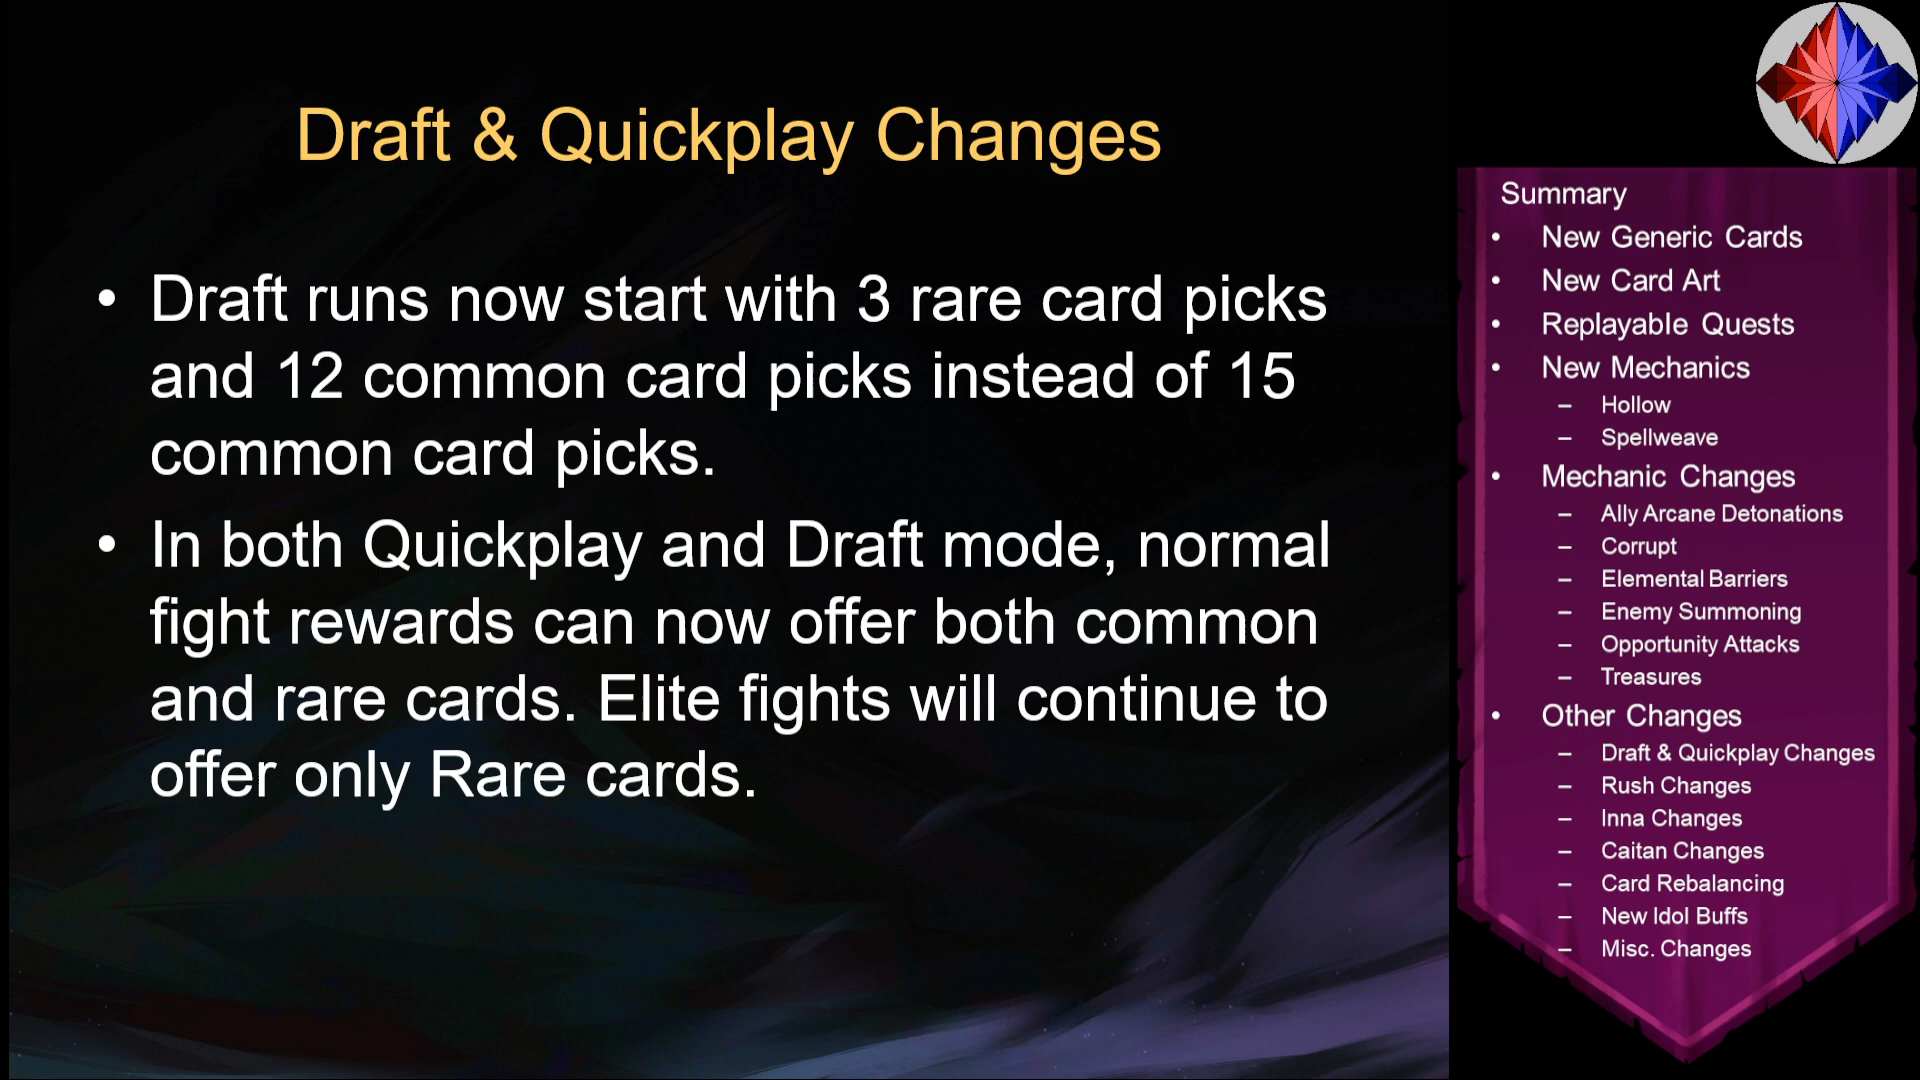 Draft & Quickplay Changes
• Draft runs now start with 3 rare card picks
and 12 common card picks instead of 15
common card picks.
• In both Quickplay and Draft mode, normal
fight rewards can now offer both common
and rare cards. Elite fights will continue to
offer only Rare cards.
Summary
• New Generic Cards
• New Card Art
• Replayable Quests
• New Mechanics
– Hollow
– Spellweave
• Mechanic Changes
– Ally Arcane Detonations
– Corrupt
– Elemental Barriers
– Enemy Summoning
– Opportunity Attacks
– Treasures
• Other Changes
– Draft & Quickplay Changes
– Rush Changes
– Inna Changes
– Caitan Changes
– Card Rebalancing
– New Idol Buffs
– Misc. Changes